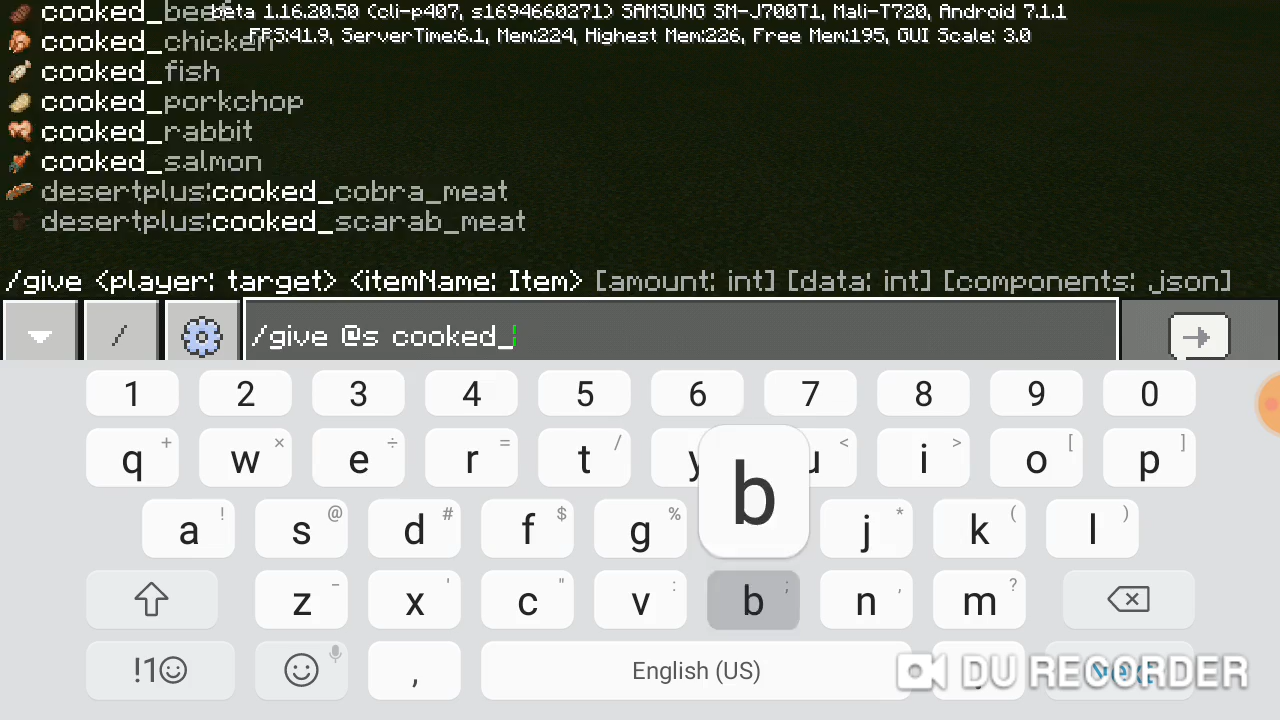 cooked_beef
beta 1.16.20.50 (cli-p407, s1694660271) SAMSUNG SM-J700T1, Mali-T720, Android 7.1.1
cooked_chicken
FPS:41.9, ServerTime:6.1, Mem:224, Highest Mem:226, Free Mem:195, GUI Scale: 3.0
cooked_fish
cooked_porkchop
cooked_rabbit
cooked_salmon
desertplus:cooked_cobra_meat
desertplus:cooked_scarab_meat
/give <player: target> <itemName: Item> [amount: int] [data: int] [components: .json]
/
/give @s cooked_
1 2 3 4 5 6 7 8 9 0
q + w × e ÷ r = t / y u < i > o [ p ]
a ! s @ d # f $ g % b j * k ( l )
z - x ' c " v : b ; n , m ?
!1 , English (US) Next
DU RECORDER